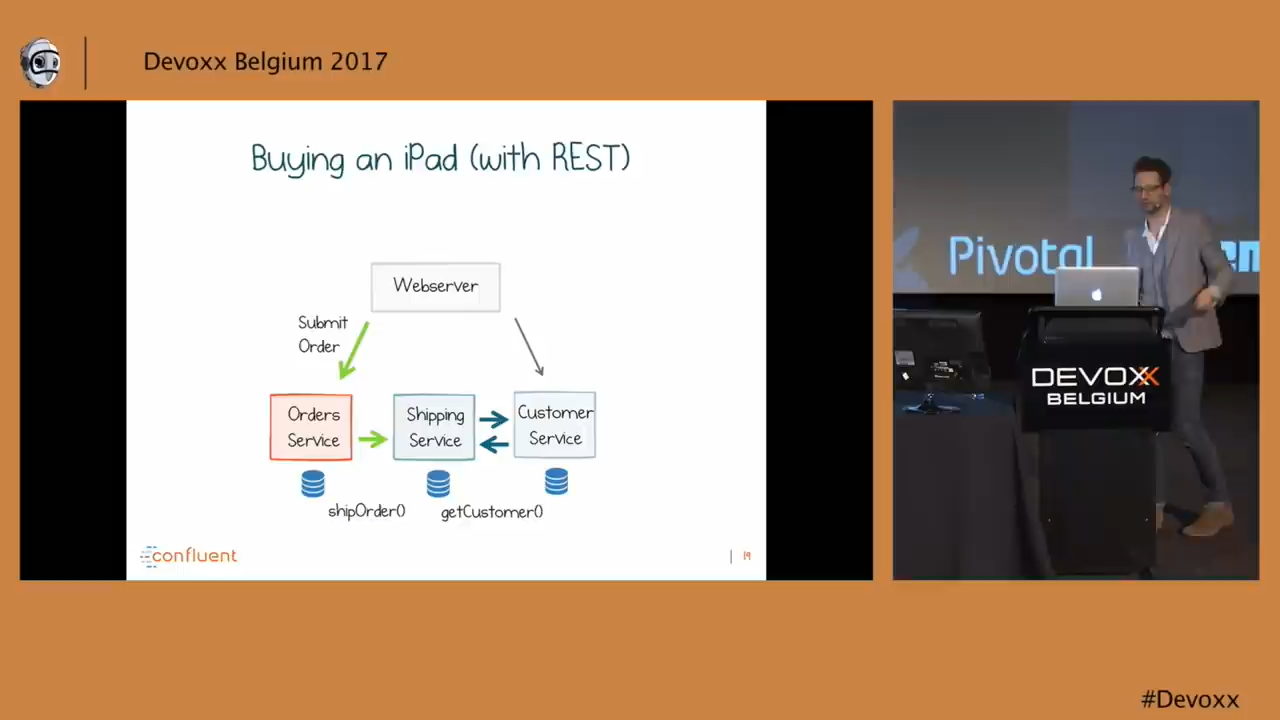 Devoxx Belgium 2017
Buying an iPad (with REST)
Webserver
Submit
Order
Orders
Service
Shipping
Service
Customer
Service
shipOrder()
getCustomer()
confluent
| 19
Pivotal
DEVOXX
BELGIUM
#Devoxx